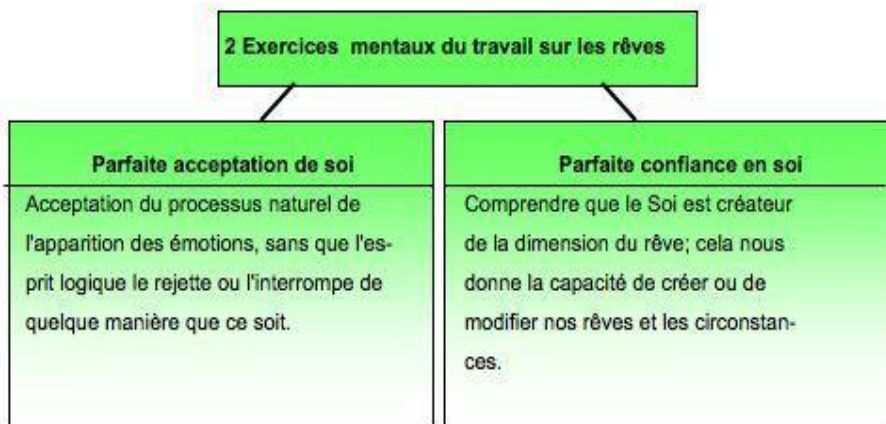 2 Exercices mentaux du travail sur les rêves
Parfaite acceptation de soi
Acceptation du processus naturel de
l'apparition des émotions, sans que l'es-
prit logique le rejette ou l'interrompe de
quelque manière que ce soit.
Parfaite confiance en soi
Comprendre que le Soi est créateur
de la dimension du rêve; cela nous
donne la capacité de créer ou de
modifier nos rêves et les circonstan-
ces.